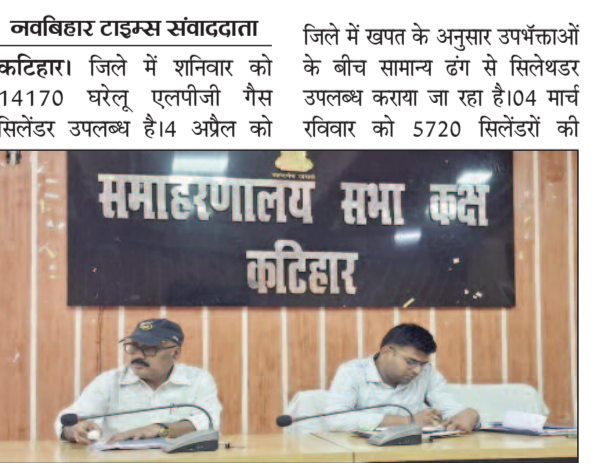 नवबिहार टाइम्स संवाददाता
कटिहार। जिले में शनिवार को
14170 घरेलू एलपीजी गैस
सिलेंडर उपलब्ध है।4 अप्रैल को
जिले में खपत के अनुसार उपभॅक्ताओं
के बीच सामान्य ढंग से सिलेथडर
उपलब्ध कराया जा रहा है।04 मार्च
रविवार को 5720 सिलेंडरों की
समाहरणालय सभा कक्ष
कटिहार